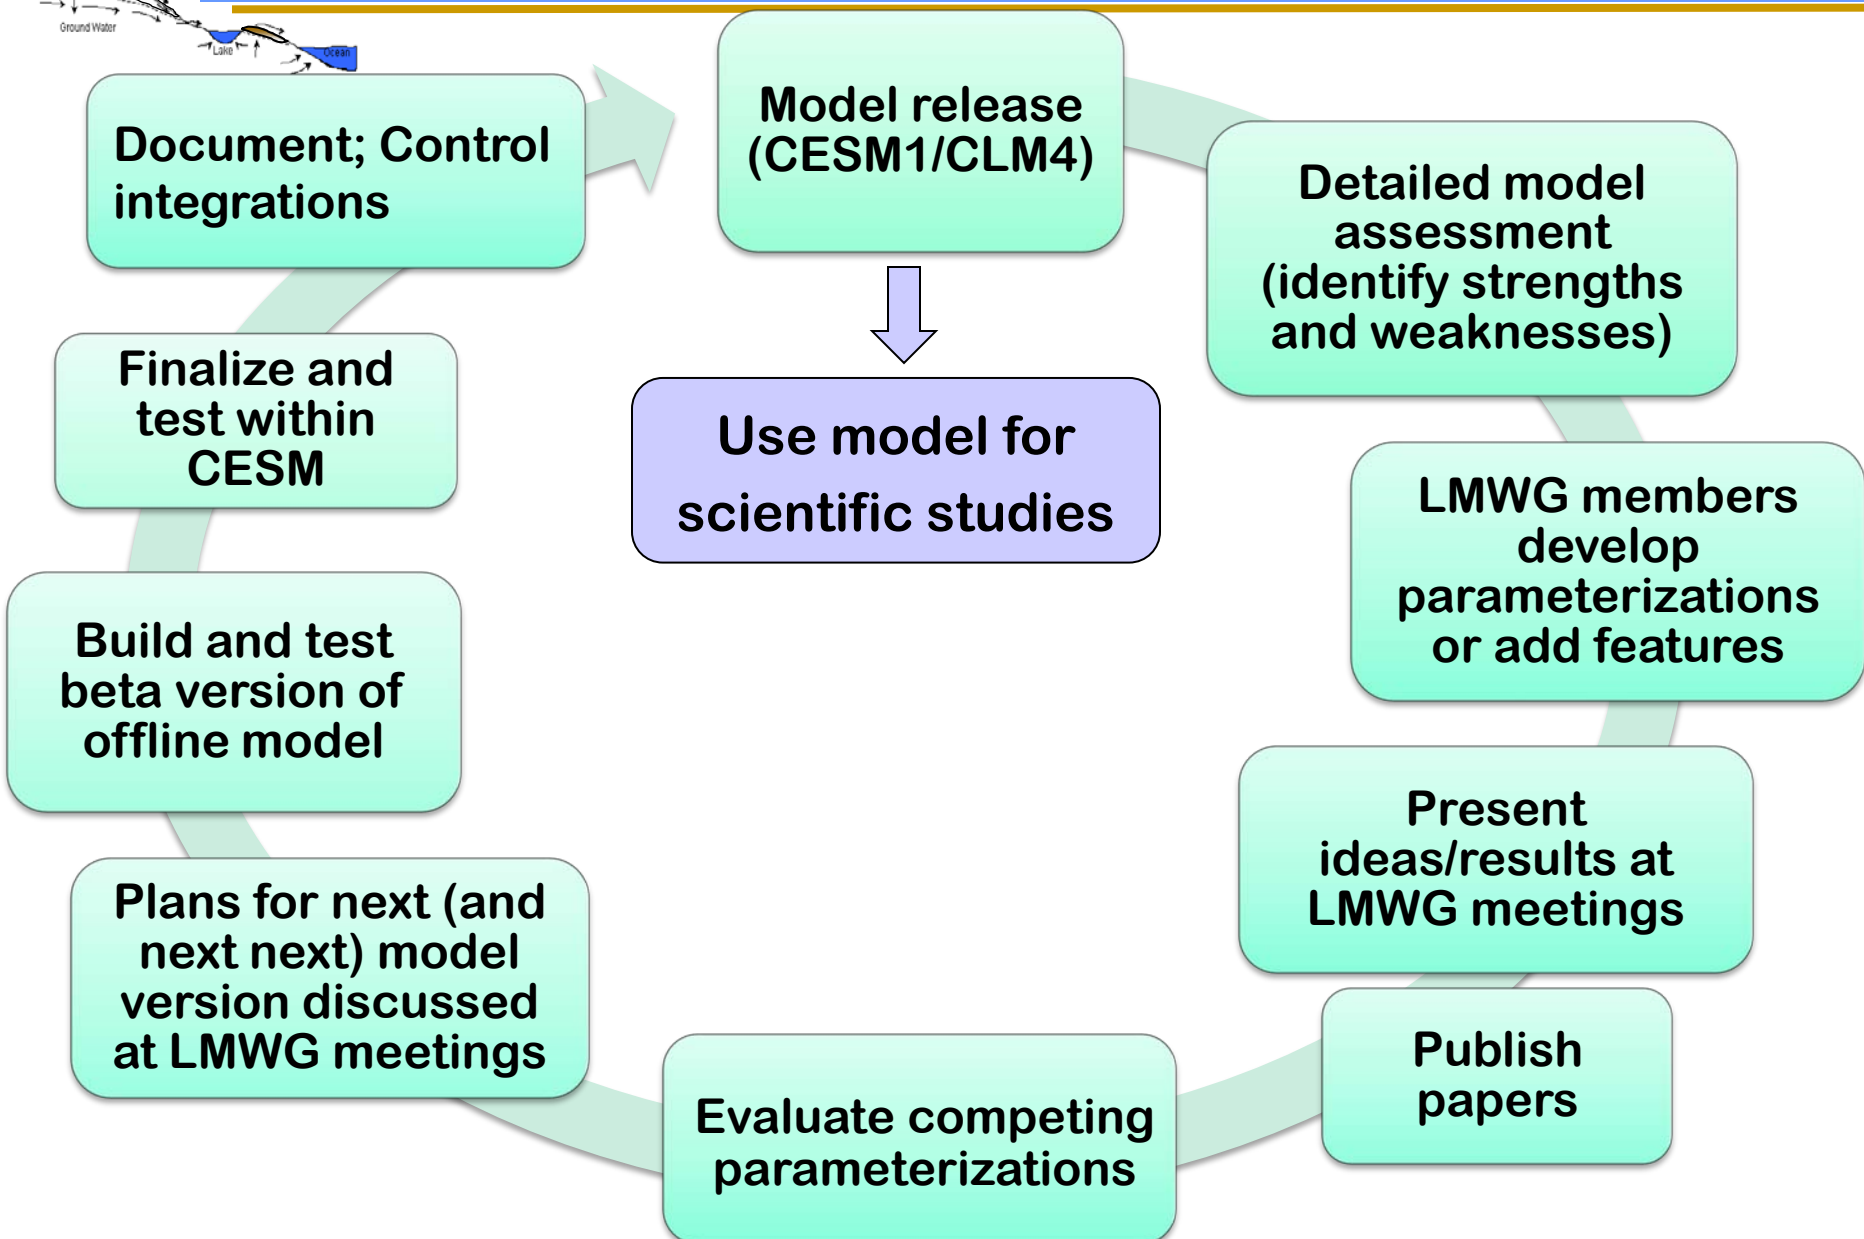 Ground Water
Lake
Ocean
Model release
(CESM1/CLM4)
Detailed model
assessment
(identify strengths
and weaknesses)
LMWG members
develop
parameterizations
or add features
Present
ideas/results at
LMWG meetings
Publish
papers
Evaluate competing
parameterizations
Plans for next (and
next next) model
version discussed
at LMWG meetings
Build and test
beta version of
offline model
Finalize and
test within
CESM
Document; Control
integrations
Use model for
scientific studies